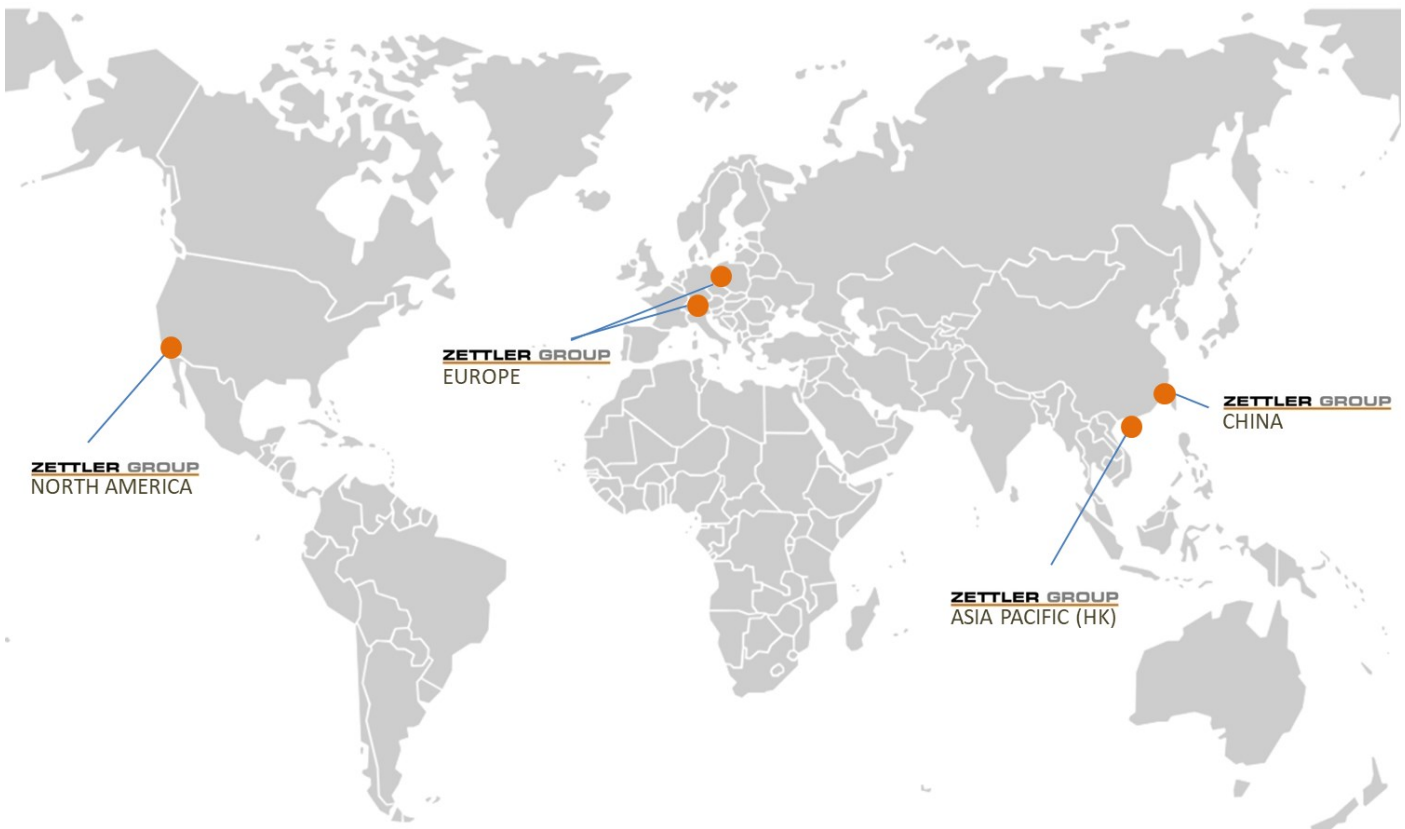 ZETTLER GROUP
EUROPE
ZETTLER GROUP
CHINA
ZETTLER GROUP
NORTH AMERICA
ZETTLER GROUP
ASIA PACIFIC (HK)